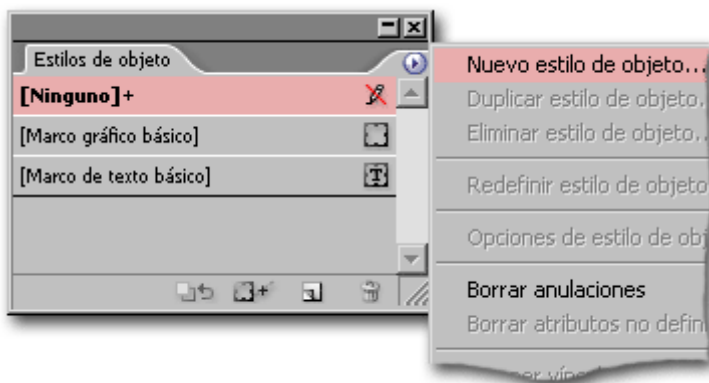 Estilos de objeto
[Ninguno]+
[Marco gráfico básico]
[Marco de texto básico]
Nuevo estilo de objeto...
Duplicar estilo de objeto.
Eliminar estilo de objeto..
Redefinir estilo de objeto
Opciones de estilo de obj
Borrar anulaciones
Borrar atributos no defin